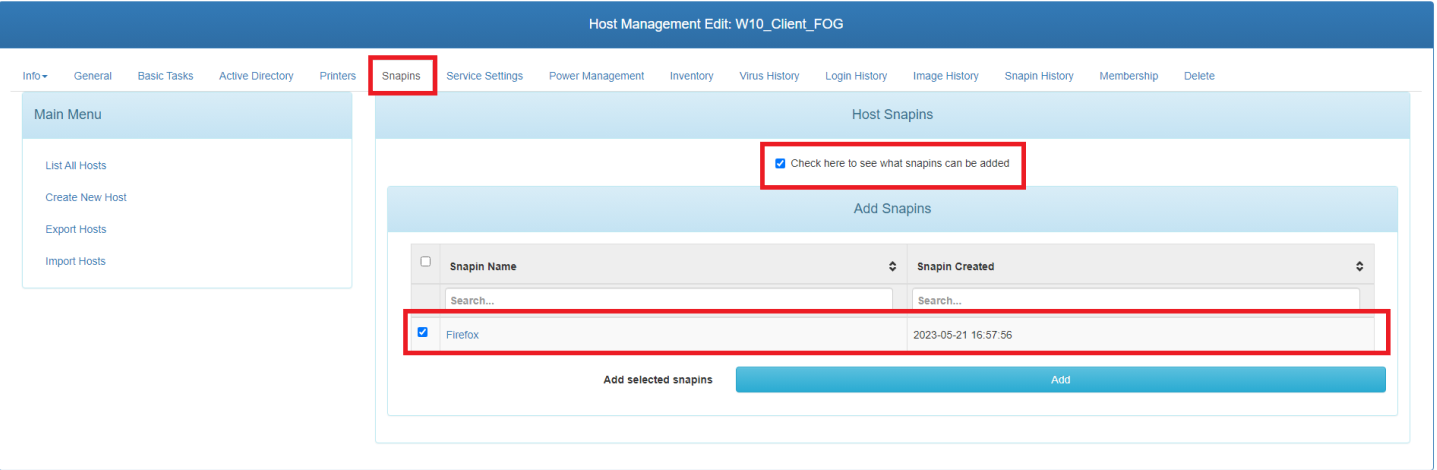 Host Management Edit: W10_Client_FOG
Info General Basic Tasks Active Directory Printers Snapins Service Settings Power Management Inventory Virus History Login History Image History Snapin History Membership Delete
Main Menu
List All Hosts
Create New Host
Export Hosts
Import Hosts
Host Snapins
Check here to see what snapins can be added
Add Snapins
Snapin Name Snapin Created
Search... Search...
Firefox 2023-05-21 16:57:56
Add selected snapins Add